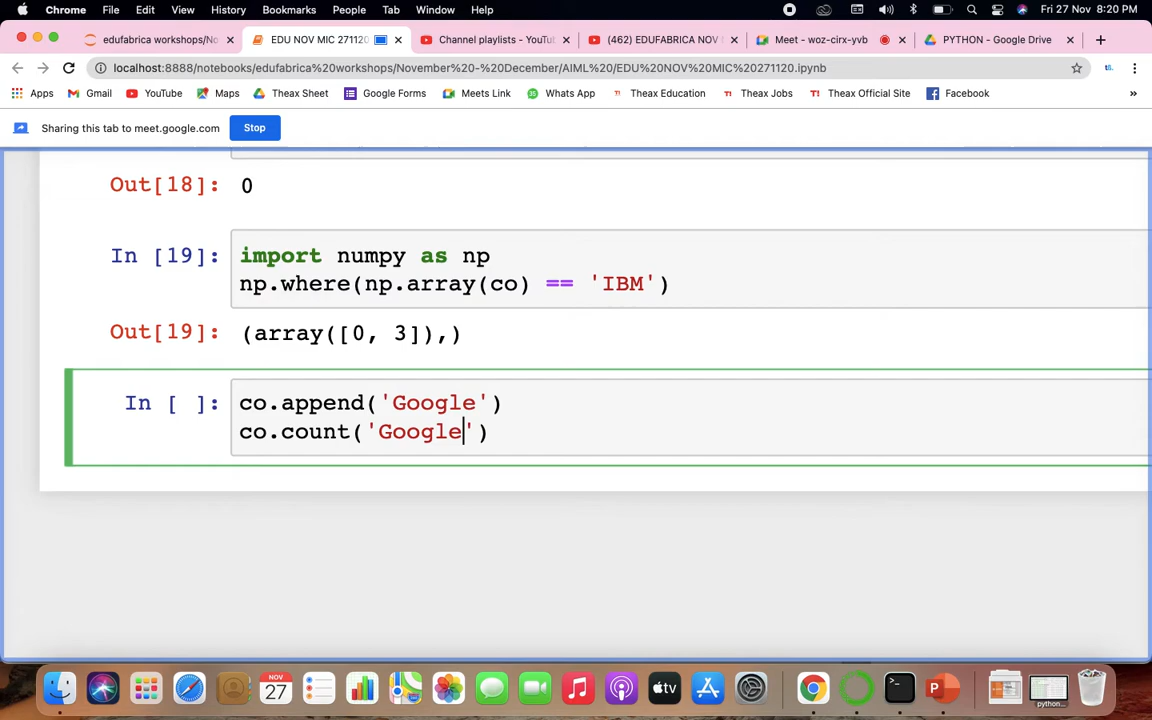 Chrome File Edit View History Bookmarks People Tab Window Help Fri 27 Nov 8:20 PM
edufabrica workshops/No EDU NOV MIC 271120 Channel playlists - YouTu (462) EDUFABRICA NOV Meet - woz-cirx-yvb PYTHON - Google Drive
localhost:8888/notebooks/edufabrica%20workshops/November%20-%20December/AIML%20/EDU%20NOV%20MIC%20271120.ipynb
Apps Gmail YouTube Maps Theax Sheet Google Forms Meets Link Whats App Theax Education Theax Jobs Theax Official Site Facebook »
Sharing this tab to meet.google.com Stop
Out[18]: 0
In [19]: import numpy as np
np.where(np.array(co) == 'IBM')
Out[19]: (array([0, 3]),)
In [ ]: co.append('Google')
co.count('Google')
NOV
27
tv
python...